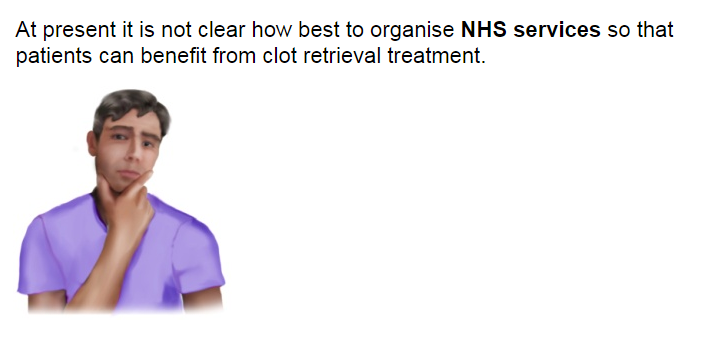 At present it is not clear how best to organise NHS services so that
patients can benefit from clot retrieval treatment.